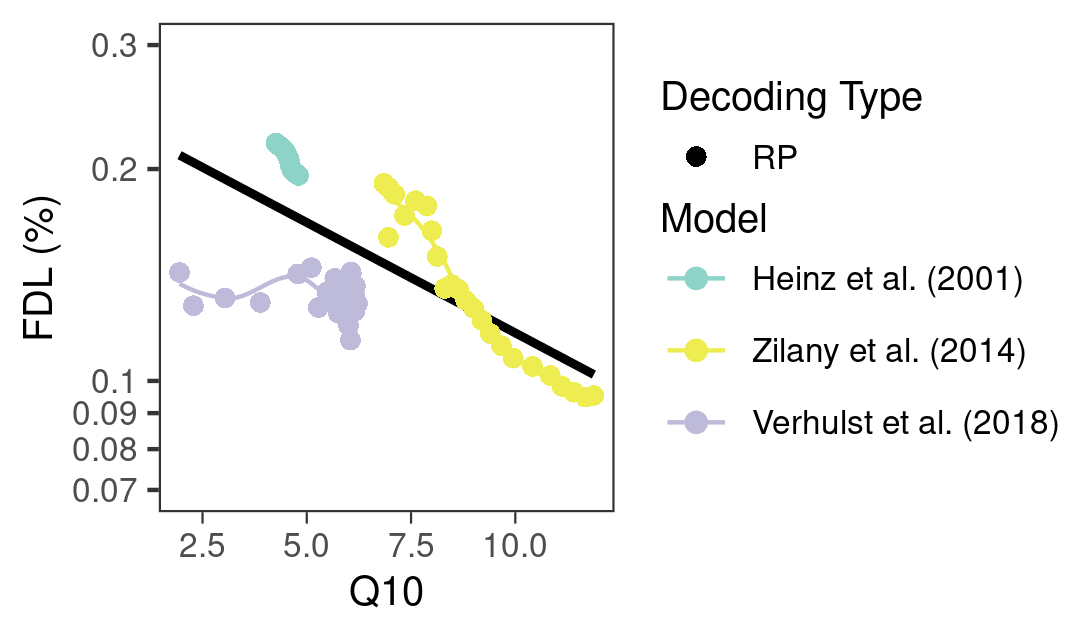 0.3
0.2
0.1
0.09
0.08
0.07
FDL (%)
2.5 5.0 7.5 10.0
Q10
Decoding Type
RP
Model
Heinz et al. (2001)
Zilany et al. (2014)
Verhulst et al. (2018)